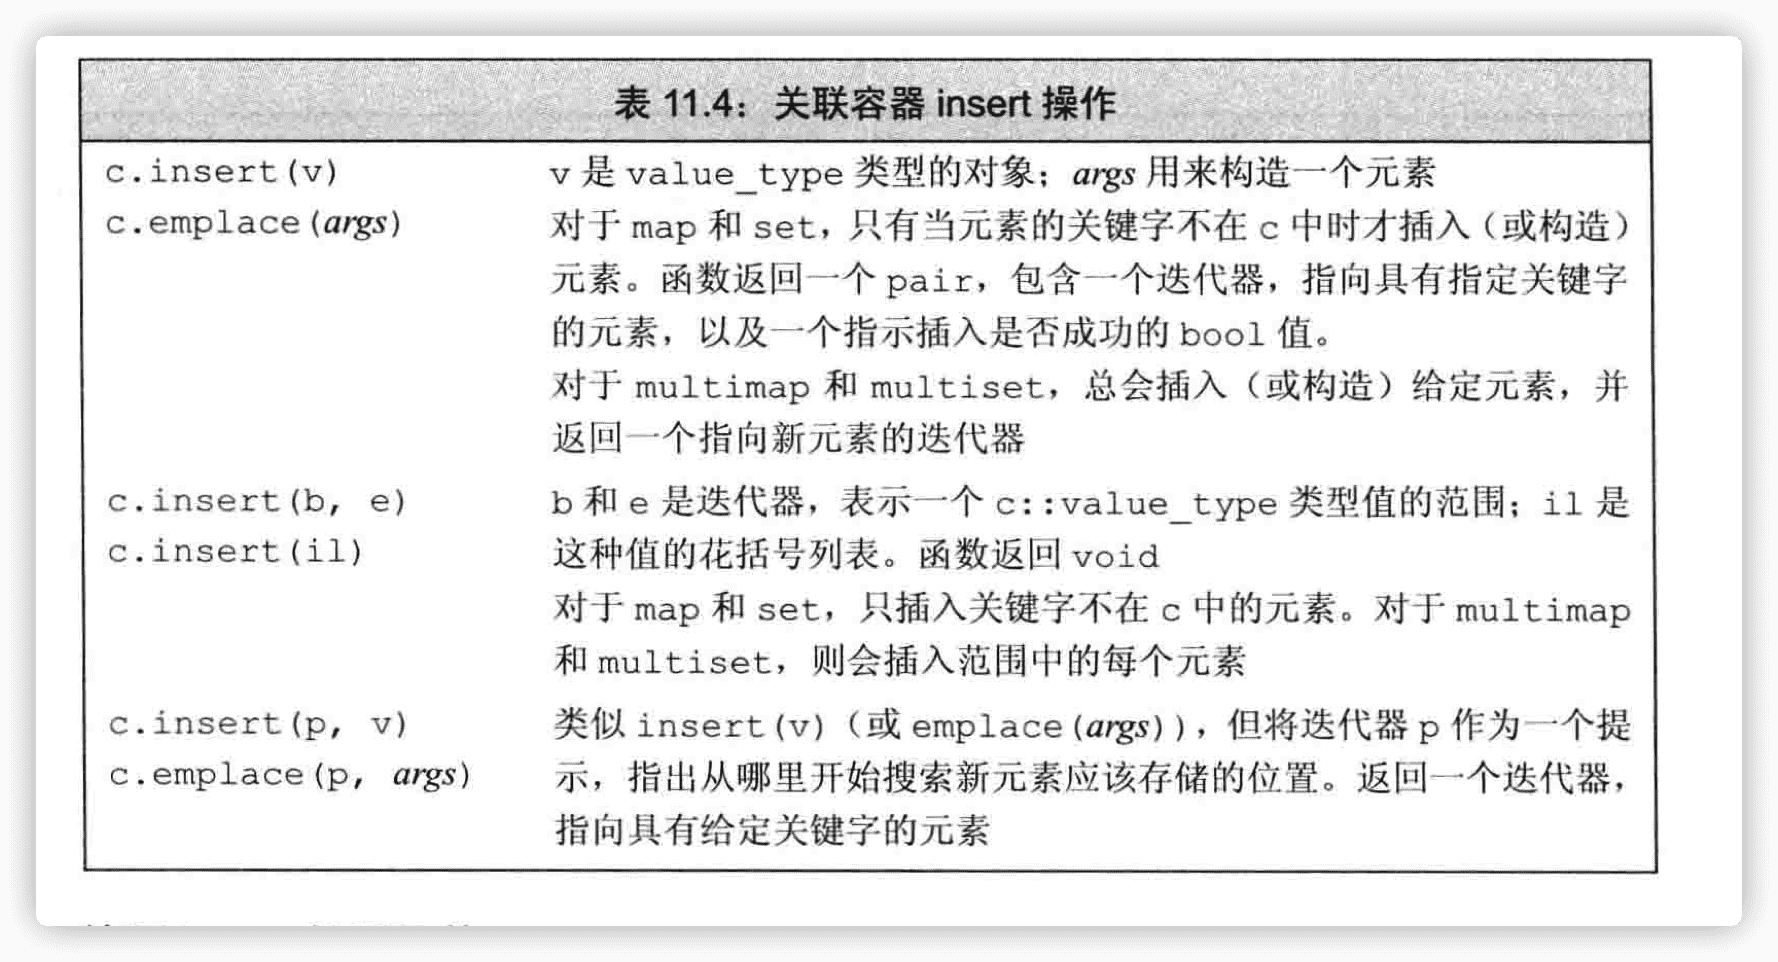 表 11.4：关联容器 insert 操作
c.insert(v)
v 是 value_type 类型的对象；args 用来构造一个元素
c.emplace(args)
对于 map 和 set，只有当元素的关键字不在 c 中时才插入（或构造）
元素。函数返回一个 pair，包含一个迭代器，指向具有指定关键字
的元素，以及一个指示插入是否成功的 bool 值。
对于 multimap 和 multiset，总会插入（或构造）给定元素，并
返回一个指向新元素的迭代器
c.insert(b, e)
b 和 e 是迭代器，表示一个 c::value_type 类型值的范围；il 是
c.insert(il)
这种值的花括号列表。函数返回 void
对于 map 和 set，只插入关键字不在 c 中的元素。对于 multimap
和 multiset，则会插入范围中的每个元素
c.insert(p, v)
类似 insert(v)（或 emplace(args)），但将迭代器 p 作为一个提
c.emplace(p, args)
示，指出从哪里开始搜索新元素应该存储的位置。返回一个迭代器，
指向具有给定关键字的元素